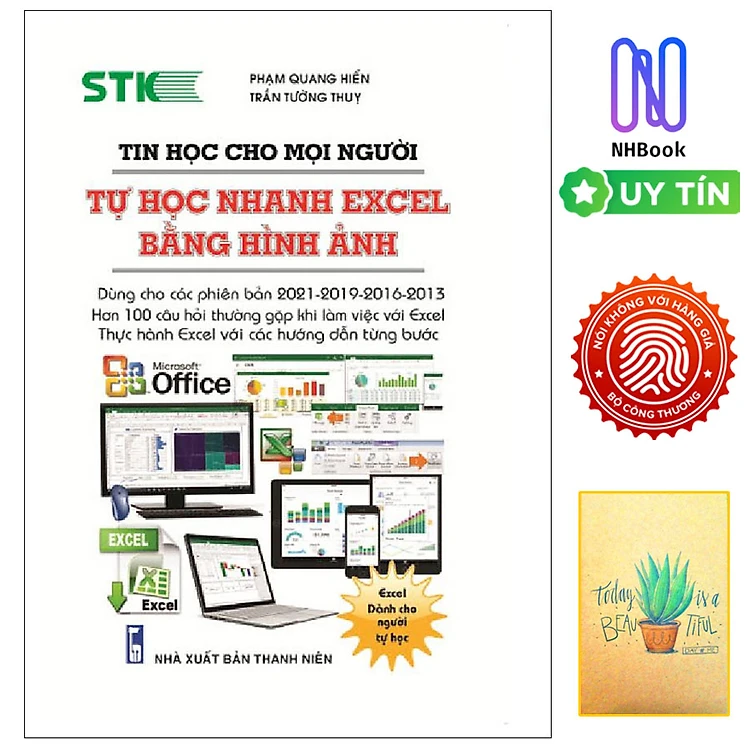 STK
PHẠM QUANG HIỂN
TRẦN TƯỜNG THUỴ
TIN HỌC CHO MỌI NGƯỜI
TỰ HỌC NHANH EXCEL
BẰNG HÌNH ẢNH
Dùng cho các phiên bản 2021-2019-2016-2013
Hơn 100 câu hỏi thường gặp khi làm việc với Excel
Thực hành Excel với các hướng dẫn từng bước
Microsoft
Office
EXCEL
Excel
Excel
Dành cho
người
tự học
NHÀ XUẤT BẢN THANH NIÊN
NHBook
UY TÍN
NÓI KHÔNG VỚI HÀNG GIẢ
BỘ CÔNG THƯƠNG
Today is a
BEAUTIFUL